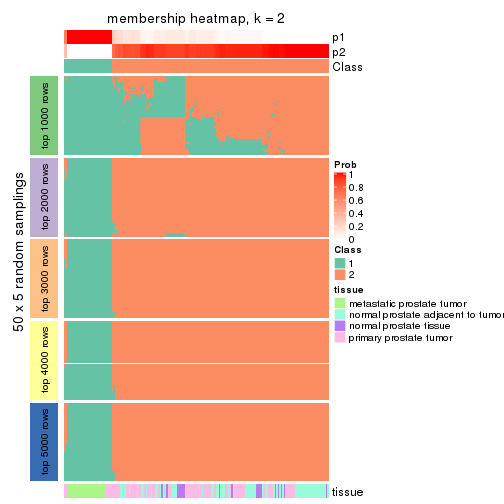 membership heatmap, k = 2
p1
p2
Class
50 x 5 random samplings
top 1000 rows
top 2000 rows
top 3000 rows
top 4000 rows
top 5000 rows
Prob
1
0.8
0.6
0.4
0.2
0
Class
1
2
tissue
metastatic prostate tumor
normal prostate adjacent to tumor
normal prostate tissue
primary prostate tumor
tissue